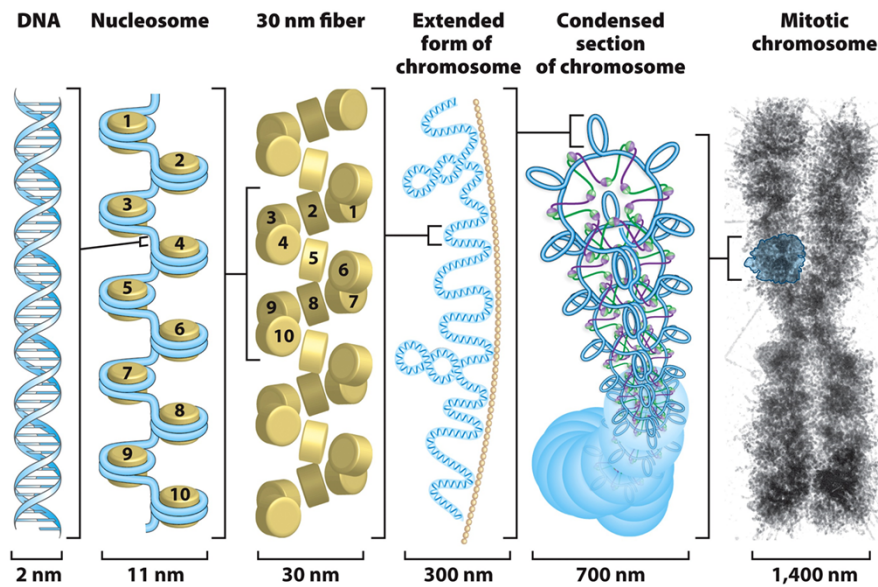 DNA
Nucleosome
30 nm fiber
Extended
form of
chromosome
Condensed
section
of chromosome
Mitotic
chromosome
1
2
3
4
5
6
7
8
9
10
1
2
3
4
5
6
7
8
9
10
2 nm
11 nm
30 nm
300 nm
700 nm
1,400 nm